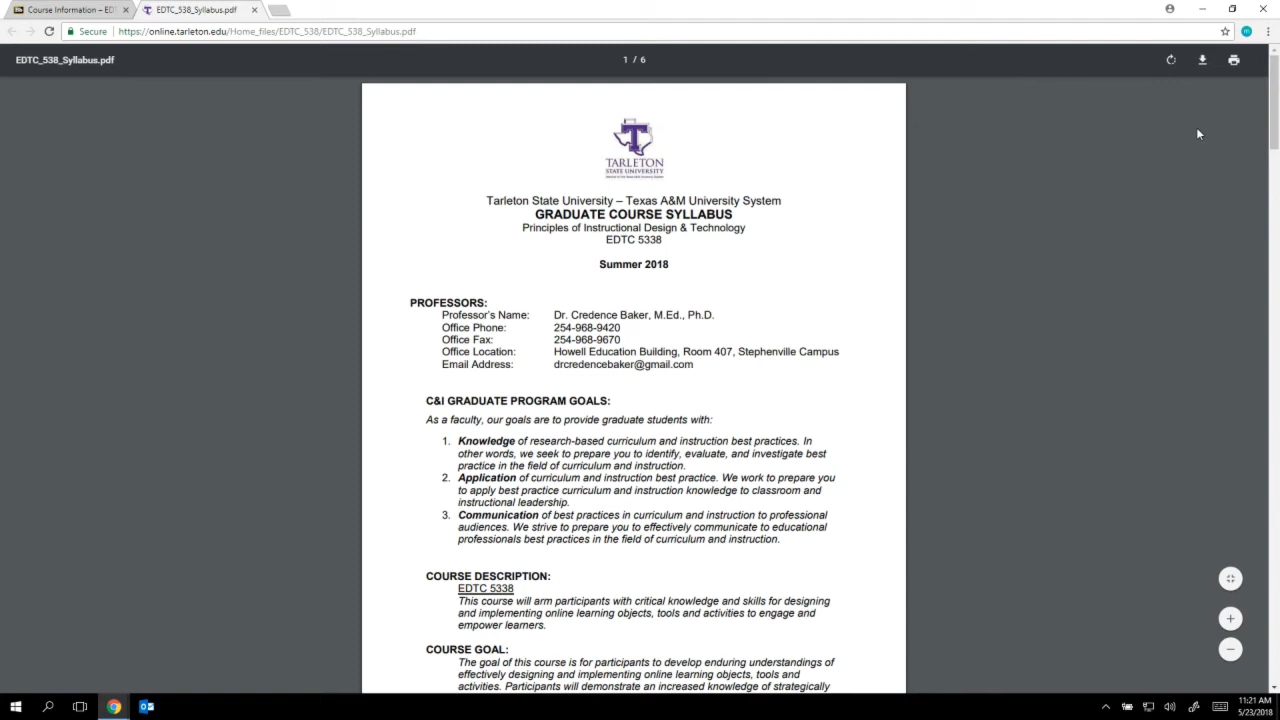 Course Information – ED
EDTC_538_Syllabus.pdf
Secure
https://online.tarleton.edu/Home_files/EDTC_538/EDTC_538_Syllabus.pdf
EDTC_538_Syllabus.pdf
1 / 6
T
TARLETON
STATE UNIVERSITY
Tarleton State University – Texas A&M University System
GRADUATE COURSE SYLLABUS
Principles of Instructional Design & Technology
EDTC 5338
Summer 2018
PROFESSORS:
Professor's Name: Dr. Credence Baker, M.Ed., Ph.D.
Office Phone: 254-968-9420
Office Fax: 254-968-9670
Office Location: Howell Education Building, Room 407, Stephenville Campus
Email Address: drcredencebaker@gmail.com
C&I GRADUATE PROGRAM GOALS:
As a faculty, our goals are to provide graduate students with:
1. Knowledge of research-based curriculum and instruction best practices. In
other words, we seek to prepare you to identify, evaluate, and investigate best
practice in the field of curriculum and instruction.
2. Application of curriculum and instruction best practice. We work to prepare you
to apply best practice curriculum and instruction knowledge to classroom and
instructional leadership.
3. Communication of best practices in curriculum and instruction to professional
audiences. We strive to prepare you to effectively communicate to educational
professionals best practices in the field of curriculum and instruction.
COURSE DESCRIPTION:
EDTC 5338
This course will arm participants with critical knowledge and skills for designing
and implementing online learning objects, tools and activities to engage and
empower learners.
COURSE GOAL:
The goal of this course is for participants to develop enduring understandings of
effectively designing and implementing online learning objects, tools and
activities. Participants will demonstrate an increased knowledge of strategically
11:21 AM
5/23/2018